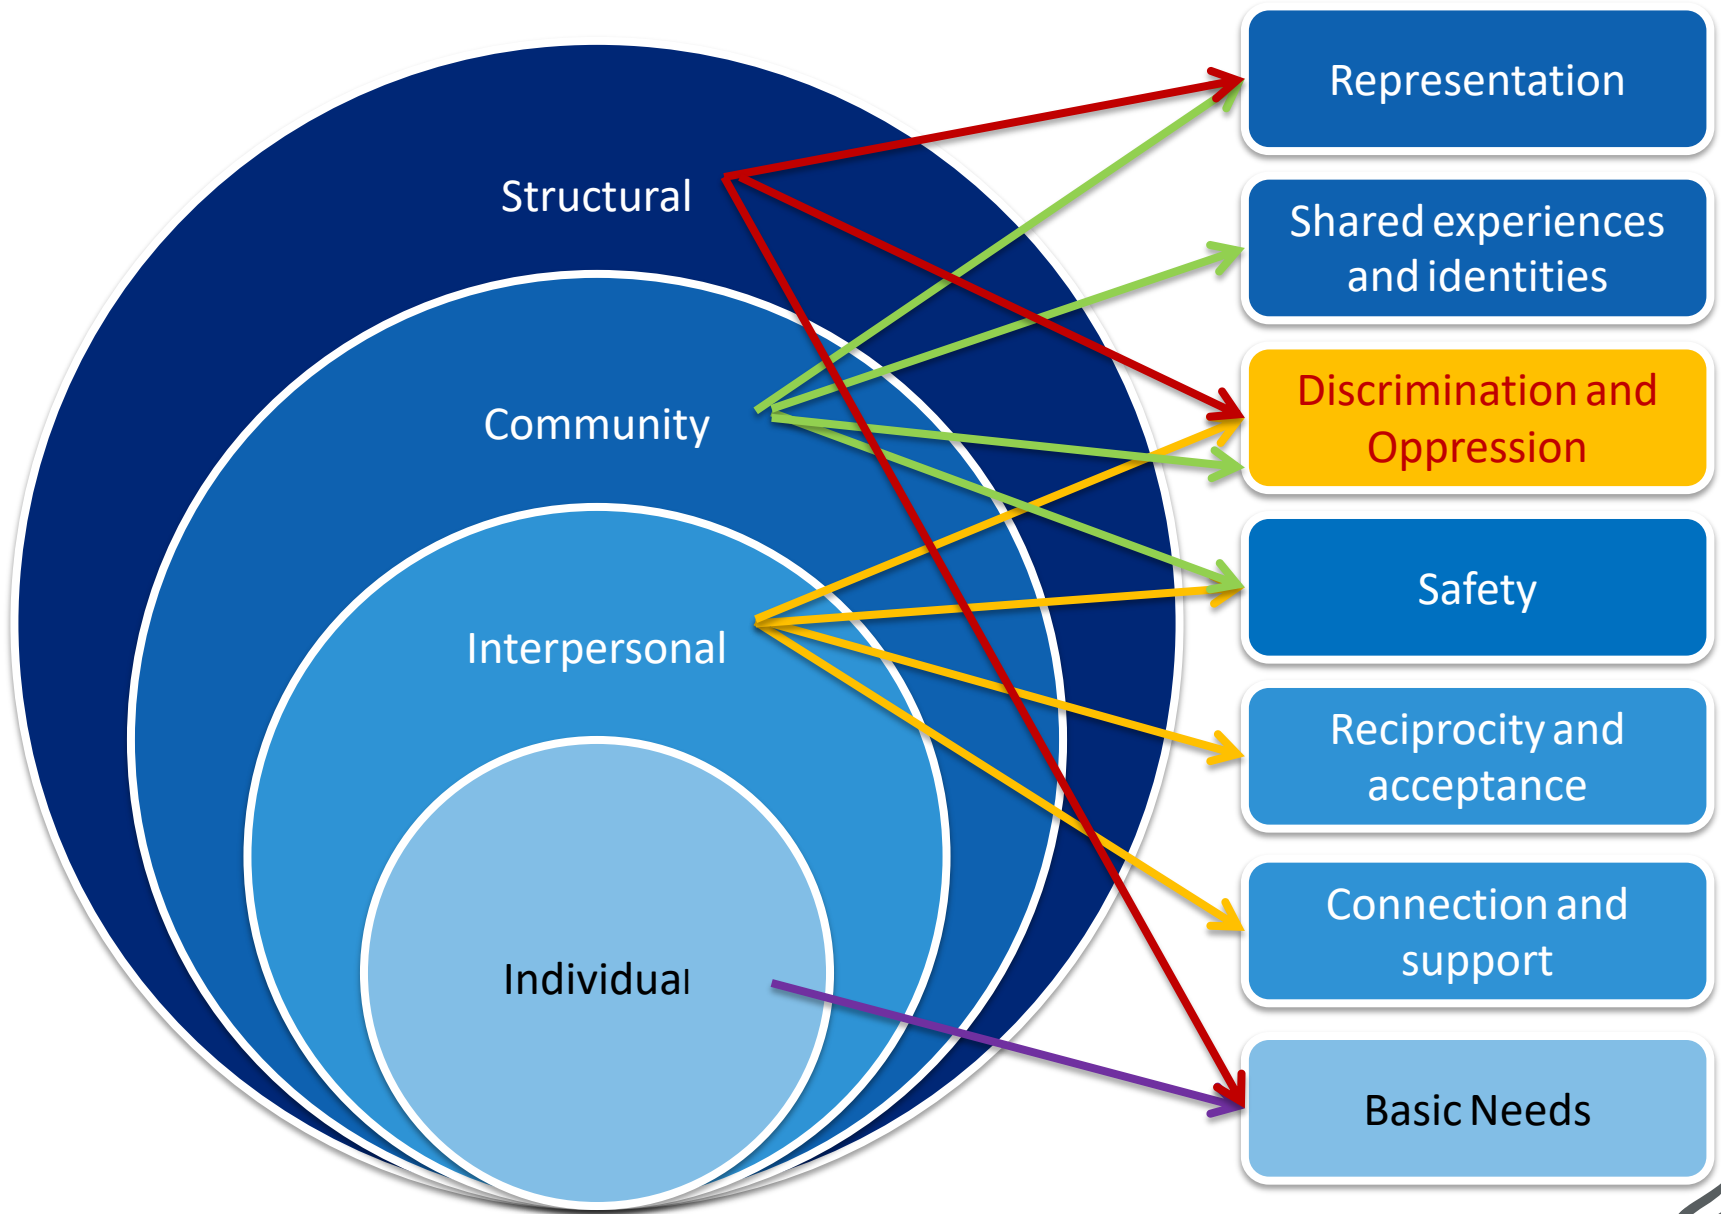 Structural
Community
Interpersonal
Individual
Representation
Shared experiences
and identities
Discrimination and
Oppression
Safety
Reciprocity and
acceptance
Connection and
support
Basic Needs